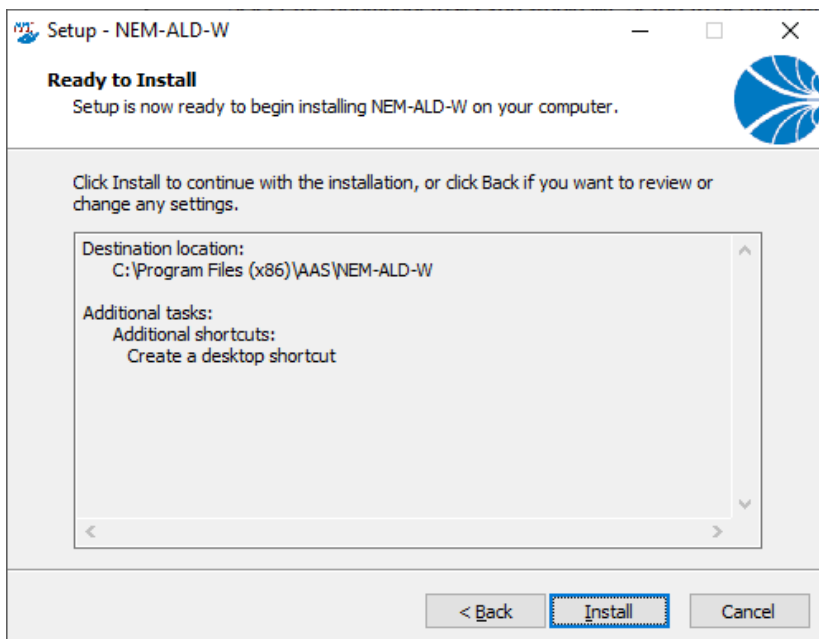 Setup - NEM-ALD-W
Ready to Install
Setup is now ready to begin installing NEM-ALD-W on your computer.
Click Install to continue with the installation, or click Back if you want to review or
change any settings.
Destination location:
C:\Program Files (x86)\AAS\NEM-ALD-W
Additional tasks:
Additional shortcuts:
Create a desktop shortcut
< Back
Install
Cancel